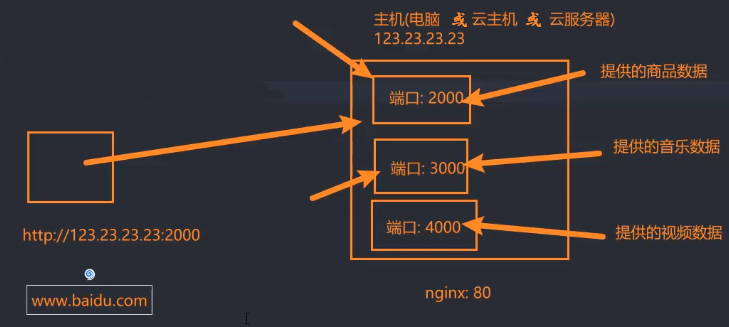 主机(电脑 或 云主机 或 云服务器)
123.23.23.23
端口: 2000
提供的商品数据
端口: 3000
提供的音乐数据
端口: 4000
提供的视频数据
http://123.23.23.23:2000
www.baidu.com
nginx: 80